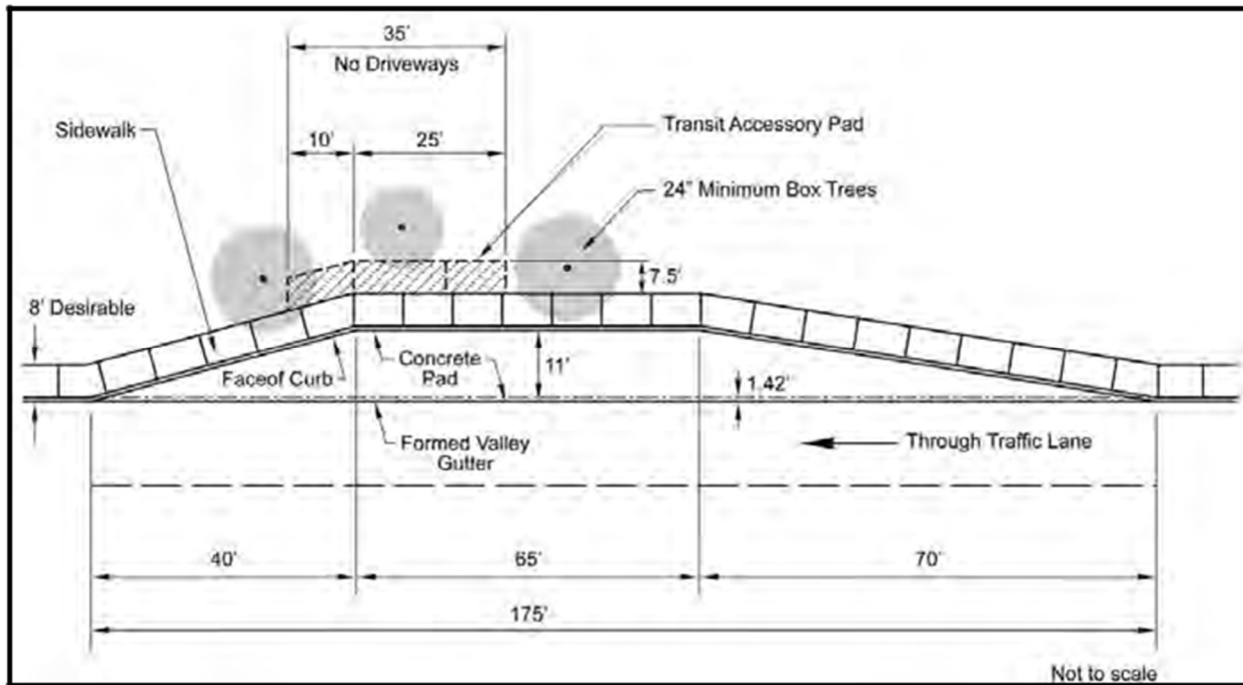 35'
No Driveways
Sidewalk
10'
25'
Transit Accessory Pad
24" Minimum Box Trees
7.5'
8' Desirable
Faceof Curb
Concrete
Pad
11'
1.42'
Formed Valley
Gutter
Through Traffic Lane
40'
65'
70'
175'
Not to scale